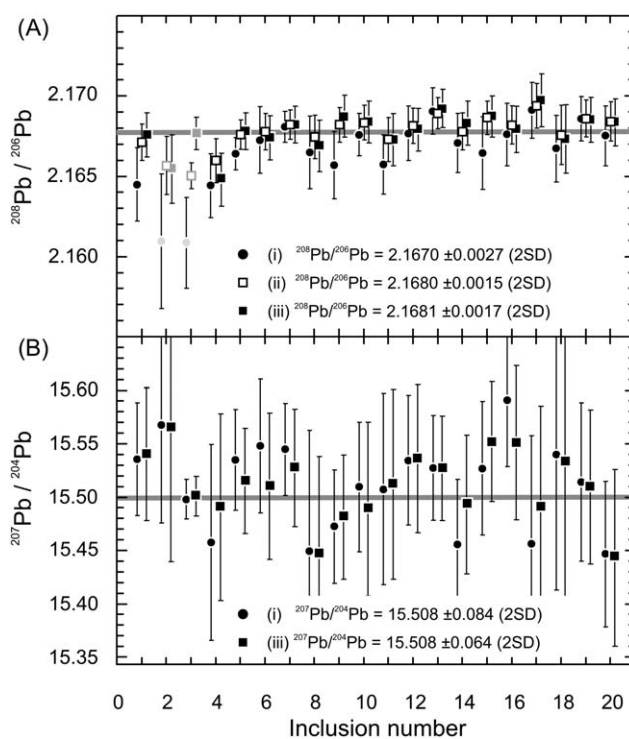 (A)
2.170
2.165
2.160
208Pb / 206Pb
(i) 208Pb/206Pb = 2.1670 ±0.0027 (2SD)
(ii) 208Pb/206Pb = 2.1680 ±0.0015 (2SD)
(iii) 208Pb/206Pb = 2.1681 ±0.0017 (2SD)
(B)
15.60
15.55
15.50
15.45
15.40
15.35
207Pb / 204Pb
(i) 207Pb/204Pb = 15.508 ±0.084 (2SD)
(iii) 207Pb/204Pb = 15.508 ±0.064 (2SD)
0 2 4 6 8 10 12 14 16 18 20
Inclusion number